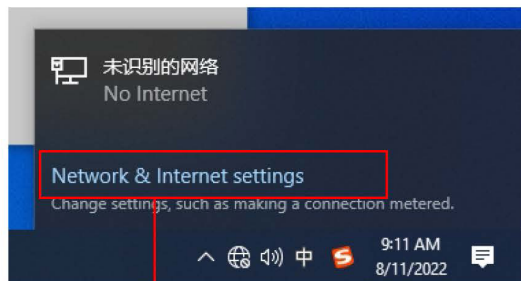 未识别的网络
No Internet
Network & Internet settings
Change settings, such as making a connection metered.
中
9:11 AM
8/11/2022